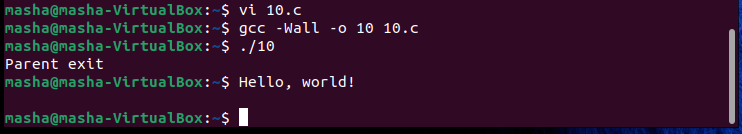 masha@masha-VirtualBox:~$ vi 10.c
masha@masha-VirtualBox:~$ gcc -Wall -o 10 10.c
masha@masha-VirtualBox:~$ ./10
Parent exit
masha@masha-VirtualBox:~$ Hello, world!
masha@masha-VirtualBox:~$